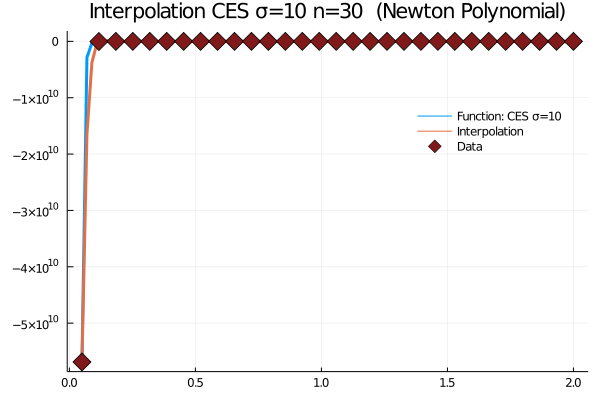 Interpolation CES σ=10 n=30 (Newton Polynomial)
0
−1×10¹⁰
−2×10¹⁰
−3×10¹⁰
−4×10¹⁰
−5×10¹⁰
Function: CES σ=10
Interpolation
Data
0.0 0.5 1.0 1.5 2.0